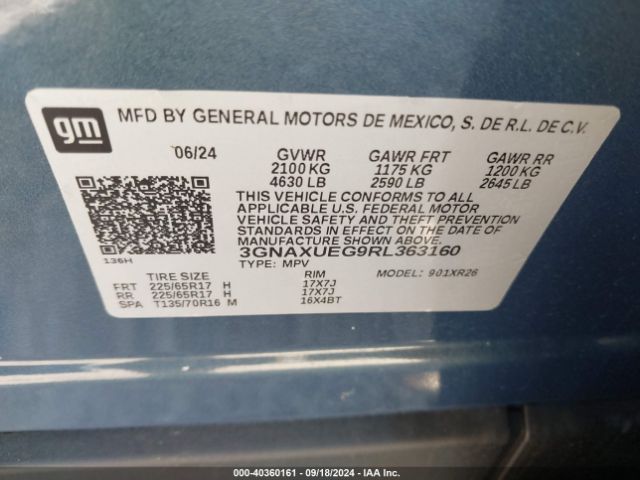 gm
MFD BY GENERAL MOTORS DE MEXICO, S. DE R.L. DE C.V.
06/24 GVWR GAWR FRT GAWR RR
2100 KG 1175 KG 1200 KG
4630 LB 2590 LB 2645 LB
THIS VEHICLE CONFORMS TO ALL
APPLICABLE U.S. FEDERAL MOTOR
VEHICLE SAFETY AND THEFT PREVENTION
STANDARDS IN EFFECT ON THE DATE OF
MANUFACTURE SHOWN ABOVE.
3GNAXUEG9RL363160
136H
TYPE: MPV MODEL: 901XR26
TIRE SIZE RIM
FRT 225/65R17 H 17X7J
RR 225/65R17 H 17X7J
SPA T135/70R16 M 16X4BT
000-40360161 - 09/18/2024 - IAA Inc.